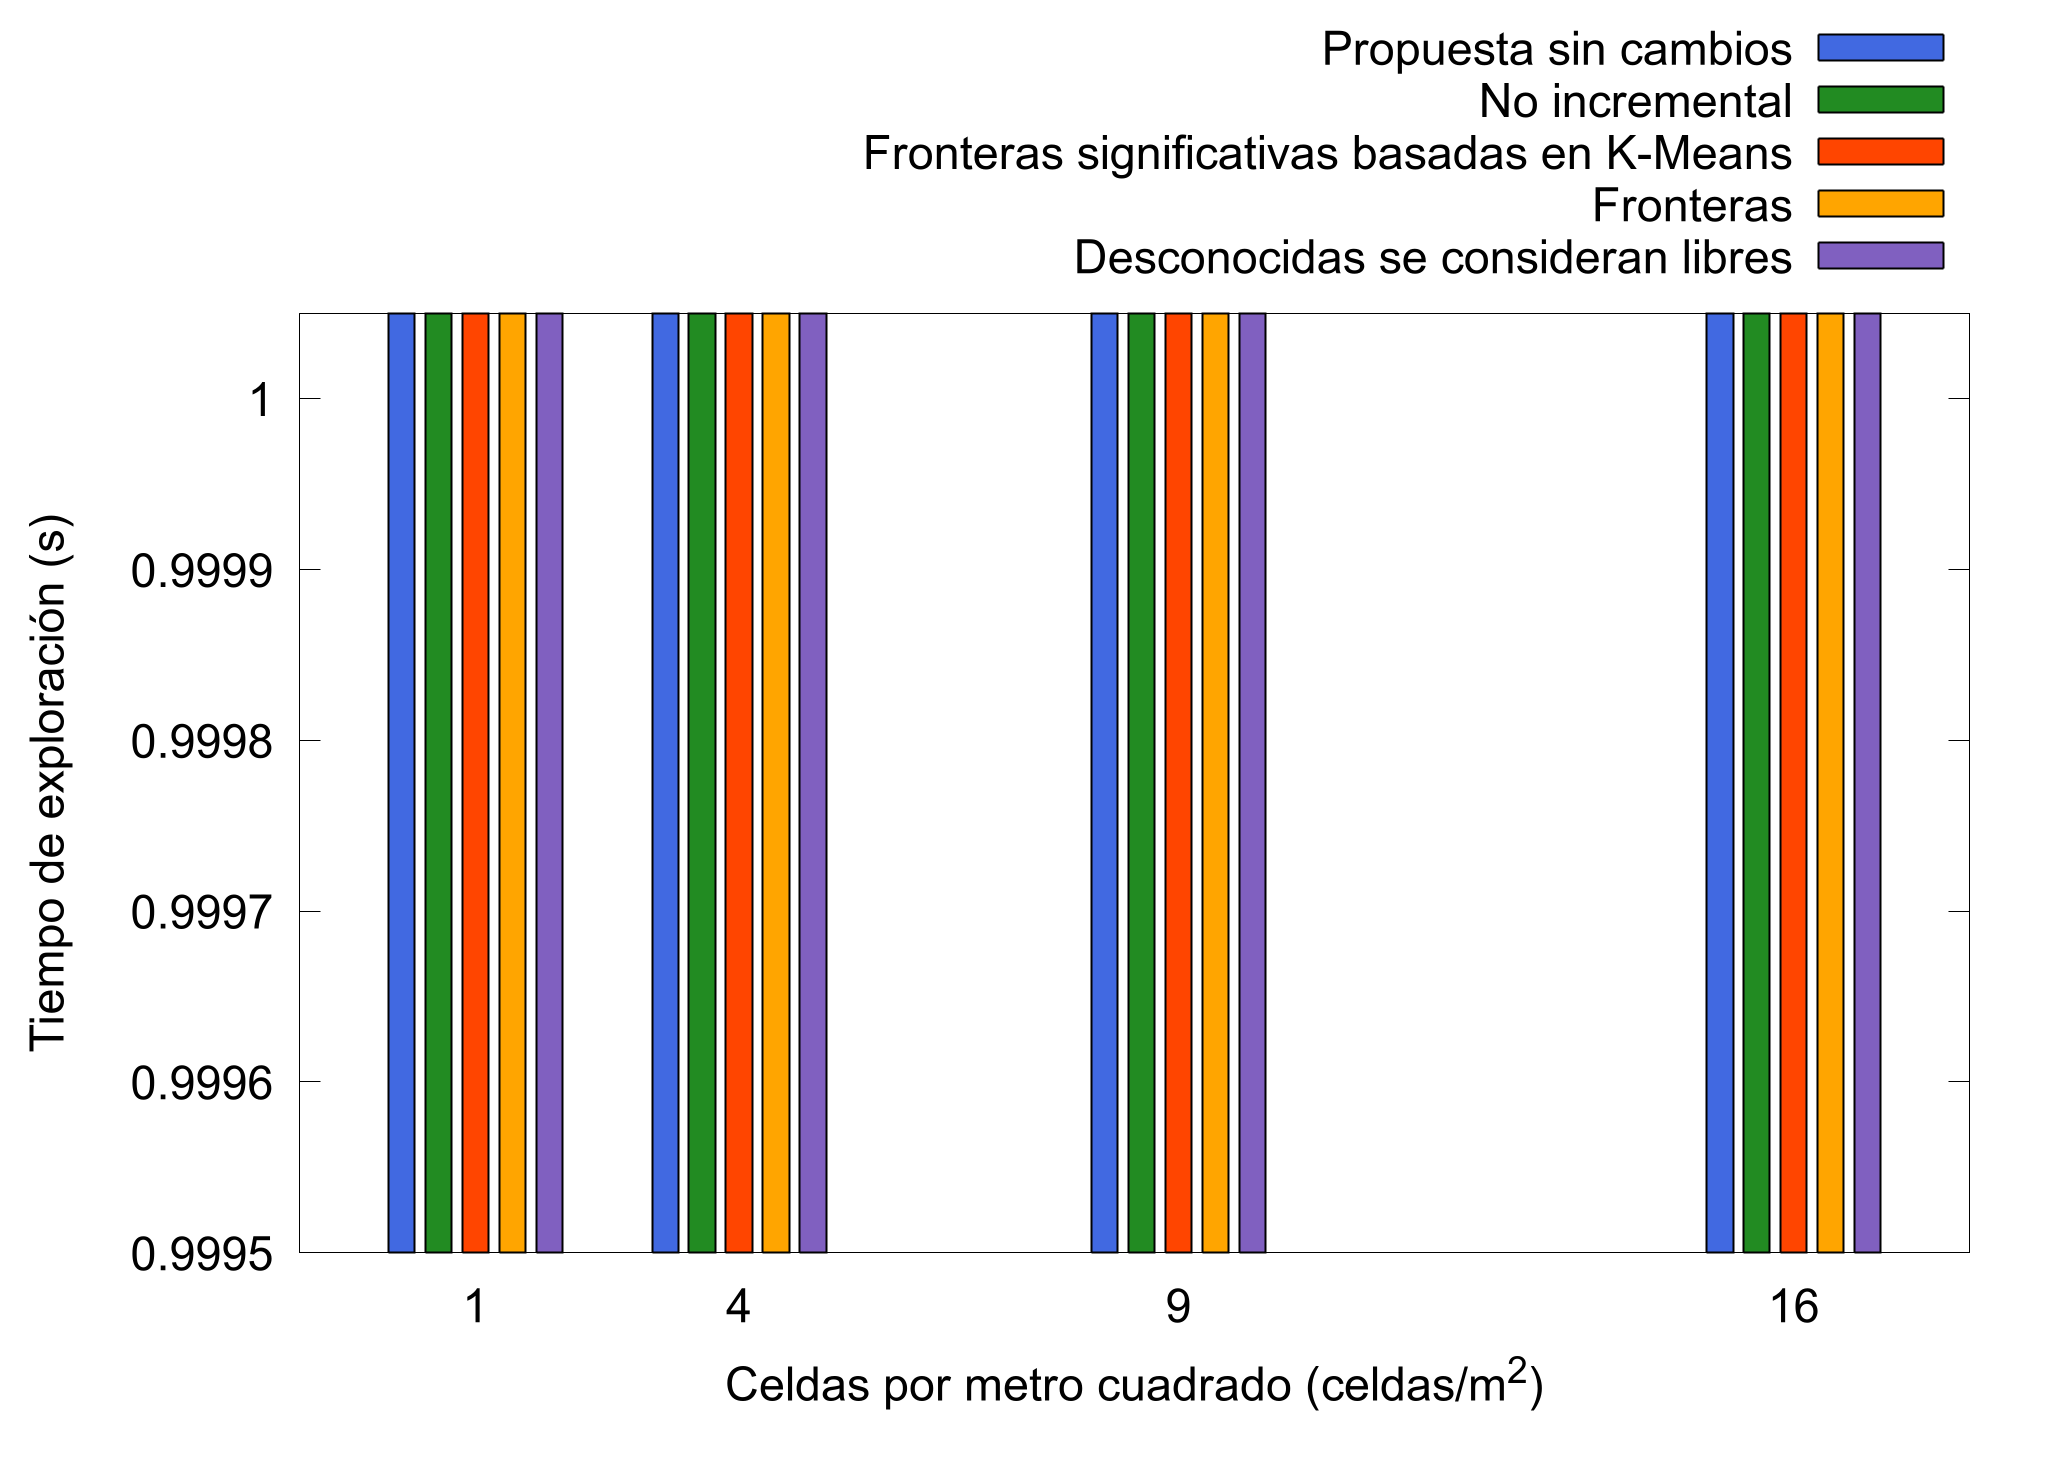 Propuesta sin cambios
No incremental
Fronteras significativas basadas en K-Means
Fronteras
Desconocidas se consideran libres
Tiempo de exploración (s)
1
0.9999
0.9998
0.9997
0.9996
0.9995
1 4 9 16
Celdas por metro cuadrado (celdas/m²)